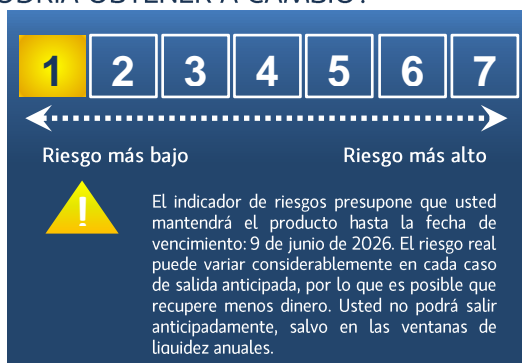 ODRÍA OBTENER A CAMBIO?
1 2 3 4 5 6 7
Riesgo más bajo Riesgo más alto
!
El indicador de riesgos presupone que usted
mantendrá el producto hasta la fecha de
vencimiento: 9 de junio de 2026. El riesgo real
puede variar considerablemente en cada caso
de salida anticipada, por lo que es posible que
recupere menos dinero. Usted no podrá salir
anticipadamente, salvo en las ventanas de
liquidez anuales.